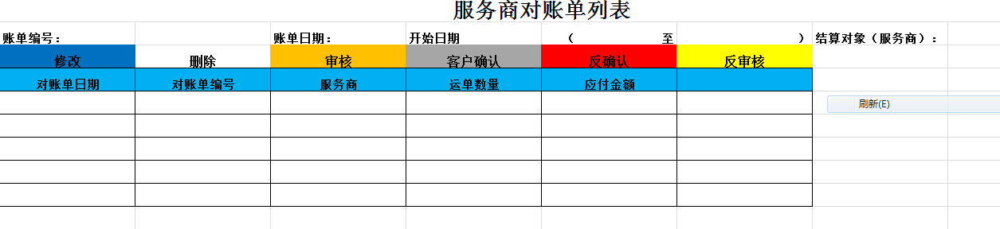 服务商对账单列表
账单编号： 账单日期： 开始日期 （ 至 ） 结算对象（服务商）：
修改 删除 审核 客户确认 反确认 反审核
对账单日期 对账单编号 服务商 运单数量 应付金额
刷新(E)